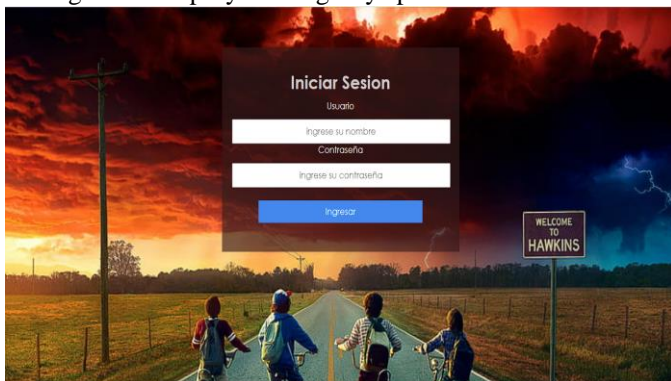 Iniciar Sesion
Usuario
Ingrese su nombre
Contraseña
Ingrese su contraseña
Ingresar
WELCOME
TO
HAWKINS